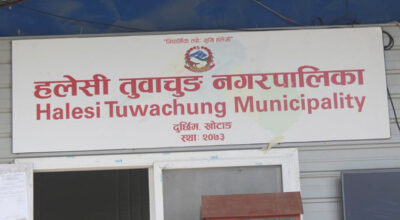 हलेसी तुवाचुङ नगरपालिका
Halesi Tuwachung Municipality
दुर्छिम, खोटाङ
स्थाः २०७३